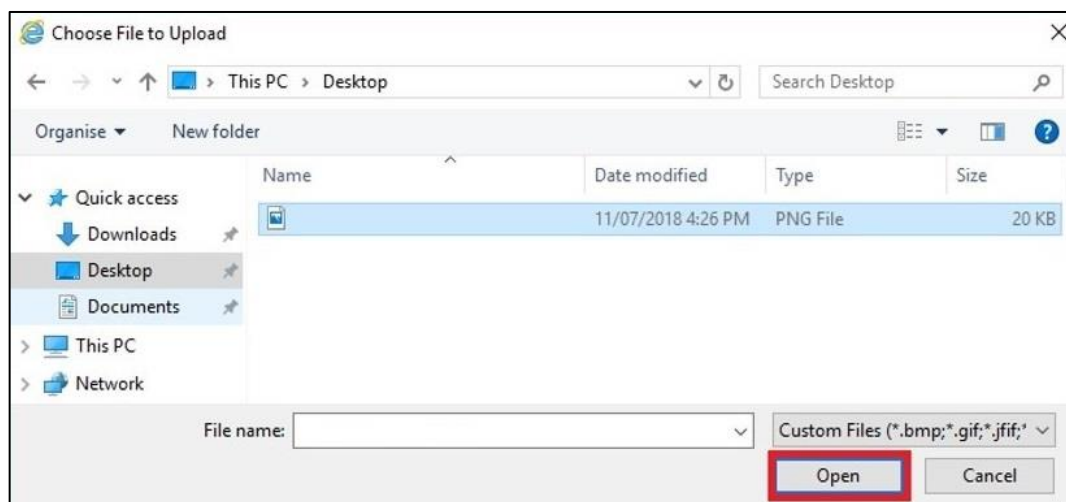 Choose File to Upload
This PC > Desktop
Search Desktop
Organise
New folder
Name
Date modified
Type
Size
Quick access
11/07/2018 4:26 PM
PNG File
20 KB
Downloads
Desktop
Documents
This PC
Network
File name:
Custom Files (*.bmp;*.gif;*.jfif;*
Open
Cancel